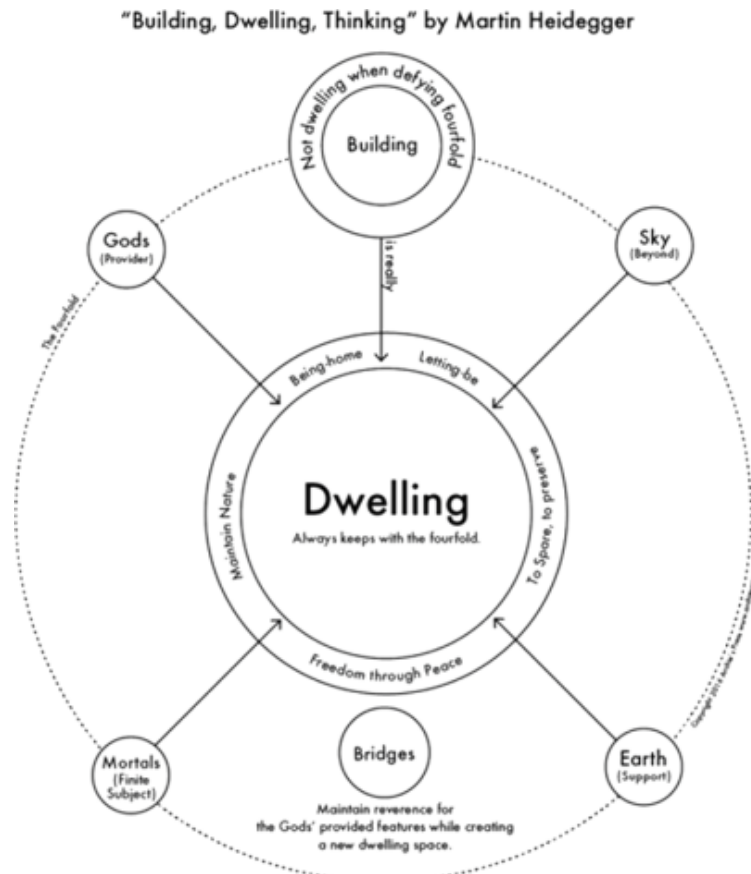 "Building, Dwelling, Thinking" by Martin Heidegger
Not dwelling when defying fourfold
Building
Gods
(Provider)
is really
Sky
(Beyond)
The Fourfold
Being-home
Letting-be
Maintain Nature
Dwelling
Always keeps with the fourfold.
To Spare, to preserve
Freedom through Peace
Mortals
(Finite
Subject)
Bridges
Earth
(Support)
Maintain reverence for
the Gods' provided features while creating
a new dwelling space.
Copyright